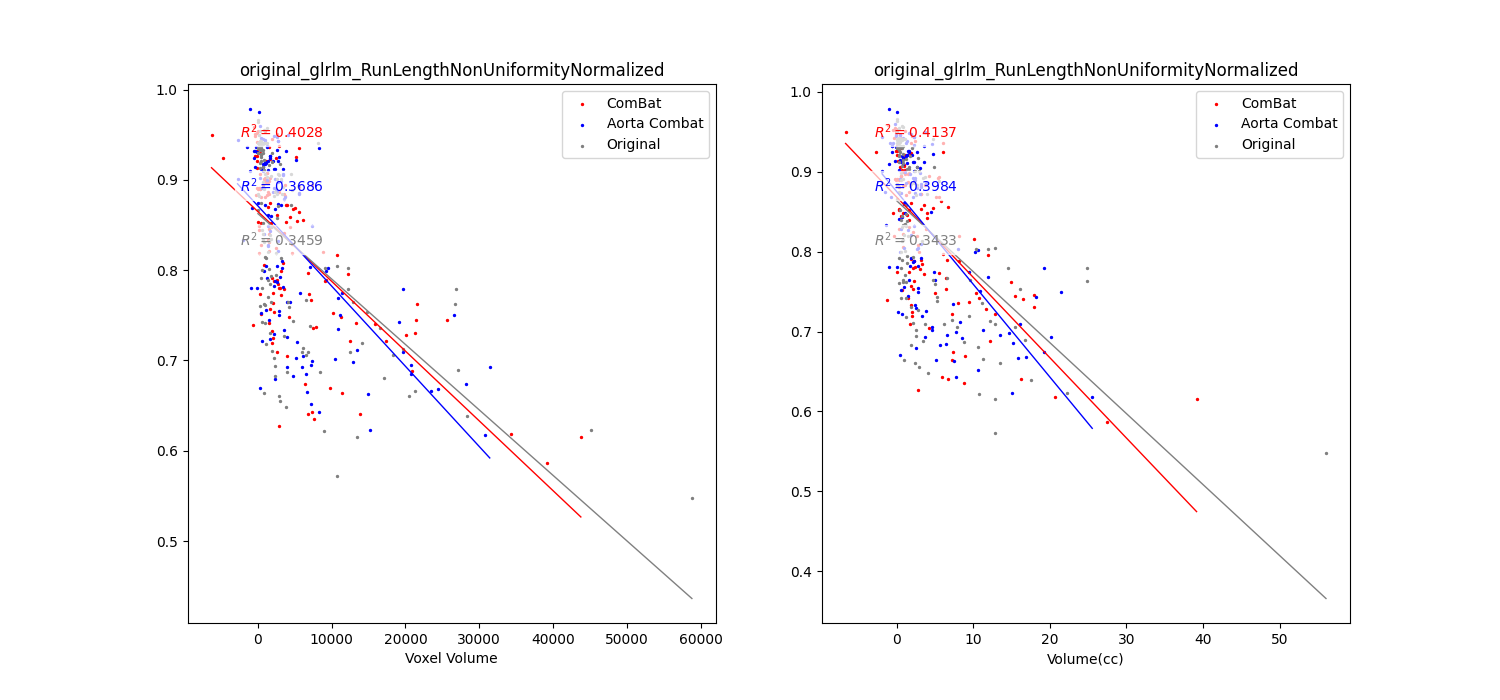 original_glrlm_RunLengthNonUniformityNormalized
ComBat
Aorta Combat
Original
R² = 0.4028
R² = 0.3686
R² = 0.3459
1.0
0.9
0.8
0.7
0.6
0.5
0
10000
20000
30000
40000
50000
60000
Voxel Volume
original_glrlm_RunLengthNonUniformityNormalized
ComBat
Aorta Combat
Original
R² = 0.4137
R² = 0.3984
R² = 0.3433
1.0
0.9
0.8
0.7
0.6
0.5
0.4
0
10
20
30
40
50
Volume(cc)